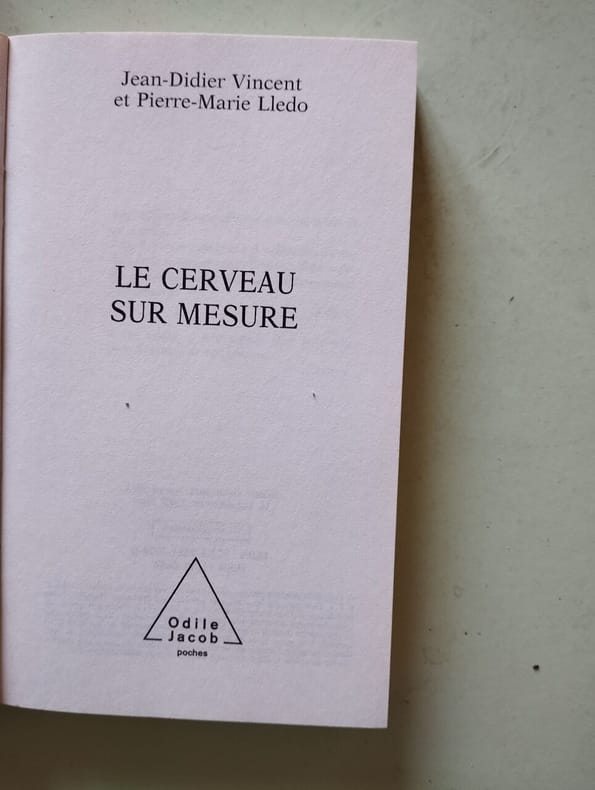 Jean-Didier Vincent
et Pierre-Marie Lledo
LE CERVEAU
SUR MESURE
Odile
Jacob
poches